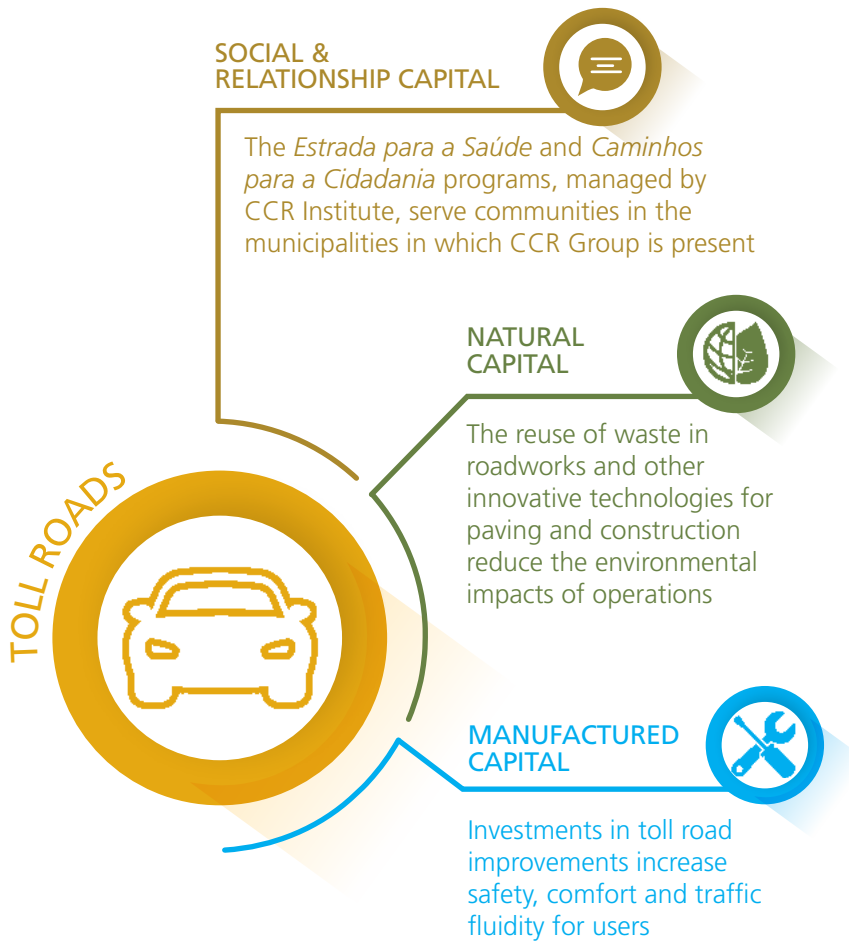 SOCIAL &
RELATIONSHIP CAPITAL
The Estrada para a Saúde and Caminhos
para a Cidadania programs, managed by
CCR Institute, serve communities in the
municipalities in which CCR Group is present
NATURAL
CAPITAL
The reuse of waste in
roadworks and other
innovative technologies for
paving and construction
reduce the environmental
impacts of operations
TOLL ROADS
MANUFACTURED
CAPITAL
Investments in toll road
improvements increase
safety, comfort and traffic
fluidity for users